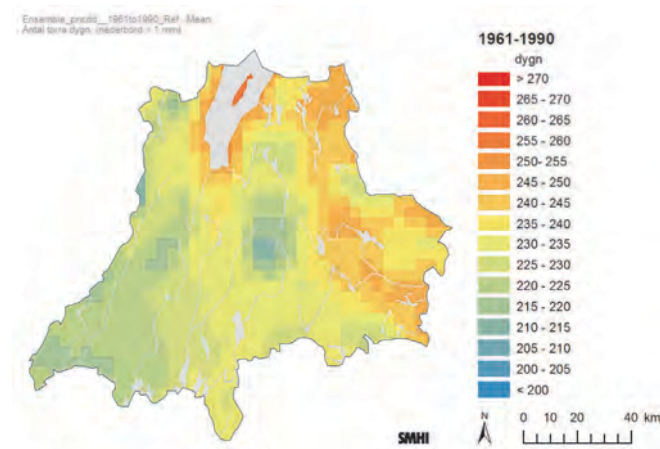 Ensemble_prcdd__1961to1990_Ref - Mean
Antal torra dygn. (nederbörd < 1 mm)
1961-1990
dygn
> 270
265 - 270
260 - 265
255 - 260
250- 255
245 - 250
240 - 245
235 - 240
230 - 235
225 - 230
220 - 225
215 - 220
210 - 215
205 - 210
200 - 205
< 200
N
0 20 40 km
SMHI